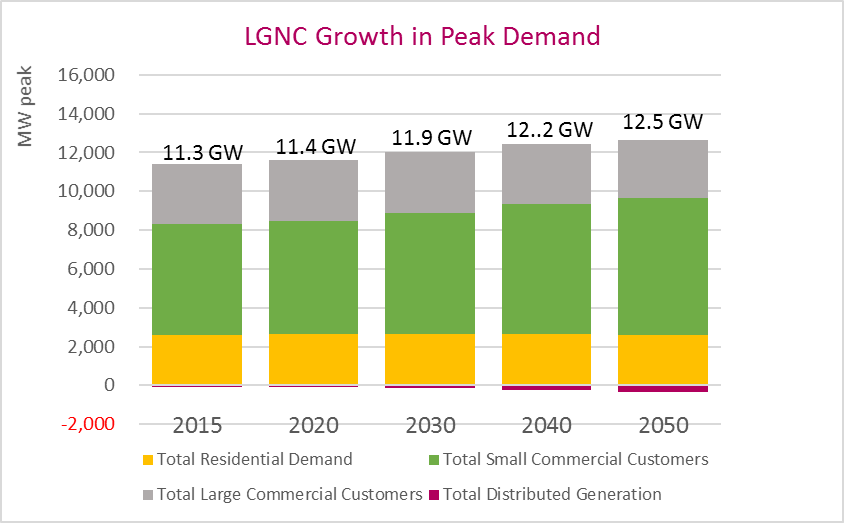 LGNC Growth in Peak Demand
MW peak
16,000
14,000
12,000
10,000
8,000
6,000
4,000
2,000
0
-2,000
11.3 GW
11.4 GW
11.9 GW
12..2 GW
12.5 GW
2015 2020 2030 2040 2050
Total Residential Demand Total Small Commercial Customers
Total Large Commercial Customers Total Distributed Generation